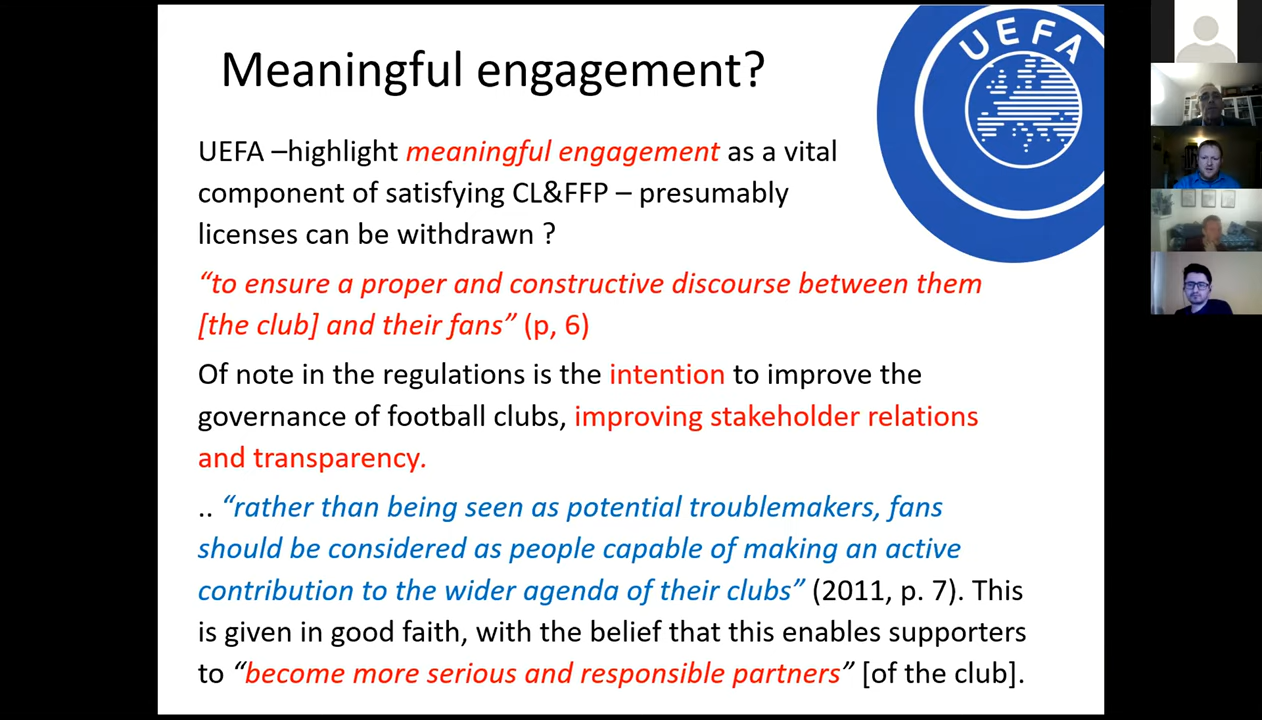 Meaningful engagement?
UEFA
UEFA –highlight meaningful engagement as a vital
component of satisfying CL&FFP – presumably
licenses can be withdrawn ?
“to ensure a proper and constructive discourse between them
[the club] and their fans” (p, 6)
Of note in the regulations is the intention to improve the
governance of football clubs, improving stakeholder relations
and transparency.
.. “rather than being seen as potential troublemakers, fans
should be considered as people capable of making an active
contribution to the wider agenda of their clubs” (2011, p. 7). This
is given in good faith, with the belief that this enables supporters
to “become more serious and responsible partners” [of the club].